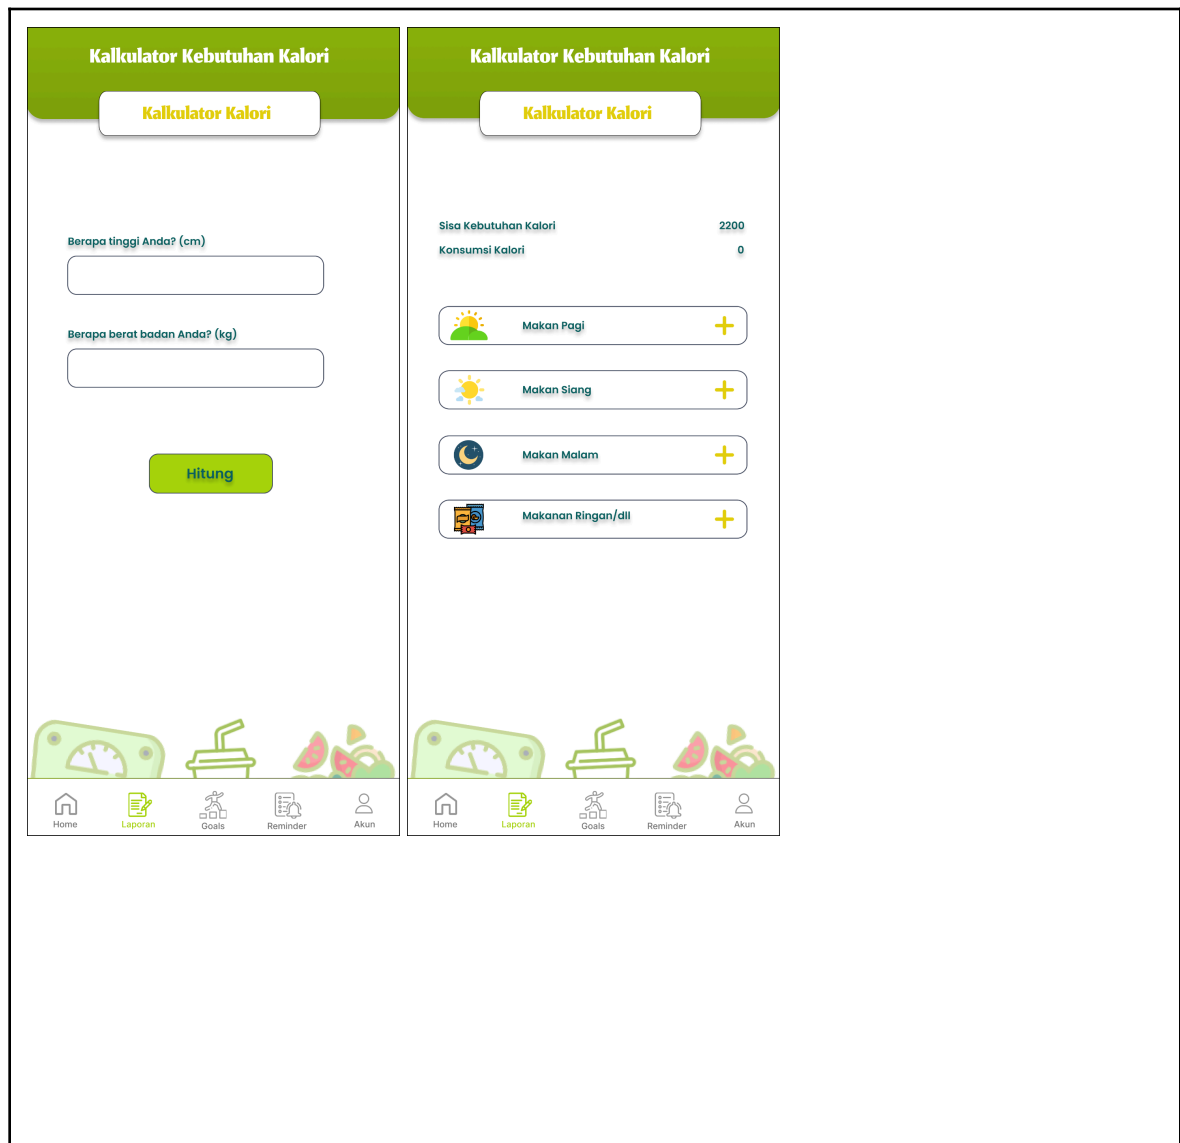 Kalkulator Kebutuhan Kalori
Kalkulator Kalori
Berapa tinggi Anda? (cm)
Berapa berat badan Anda? (kg)
Hitung
Home
Laporan
Goals
Reminder
Akun
Kalkulator Kebutuhan Kalori
Kalkulator Kalori
Sisa Kebutuhan Kalori 2200
Konsumsi Kalori 0
Makan Pagi
Makan Siang
Makan Malam
Makanan Ringan/dll
Home
Laporan
Goals
Reminder
Akun